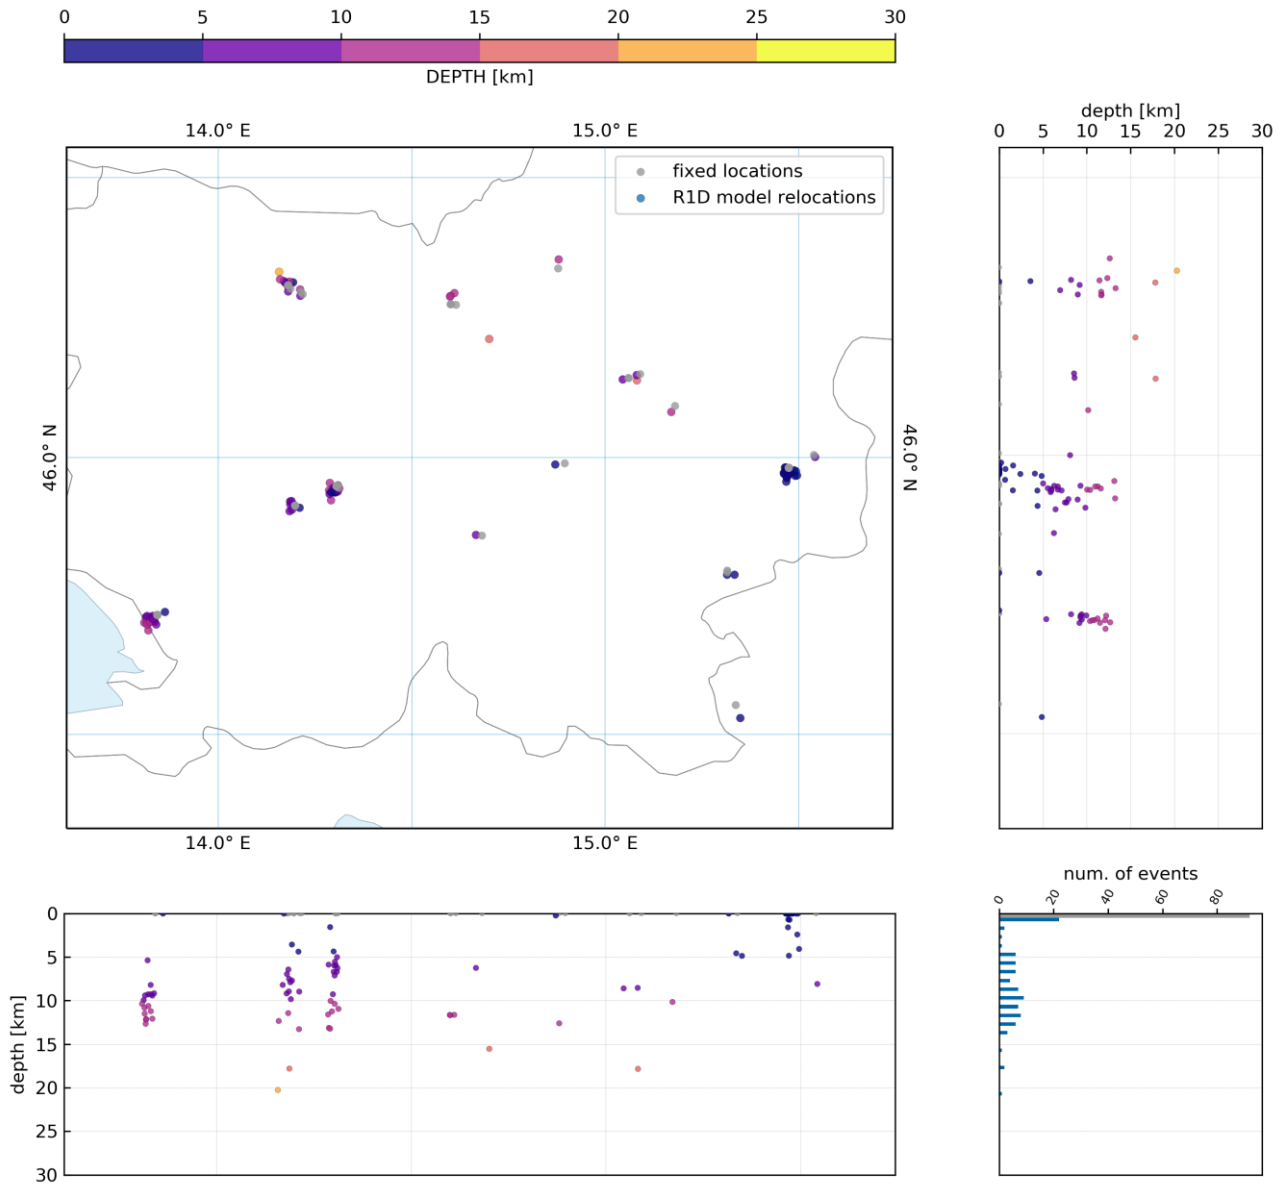 0 5 10 15 20 25 30
DEPTH [km]
depth [km]
0 5 10 15 20 25 30
14.0° E 15.0° E
fixed locations
R1D model relocations
46.0° N 46.0° N
14.0° E 15.0° E
num. of events
0 20 40 60 80
depth [km]
0
5
10
15
20
25
30